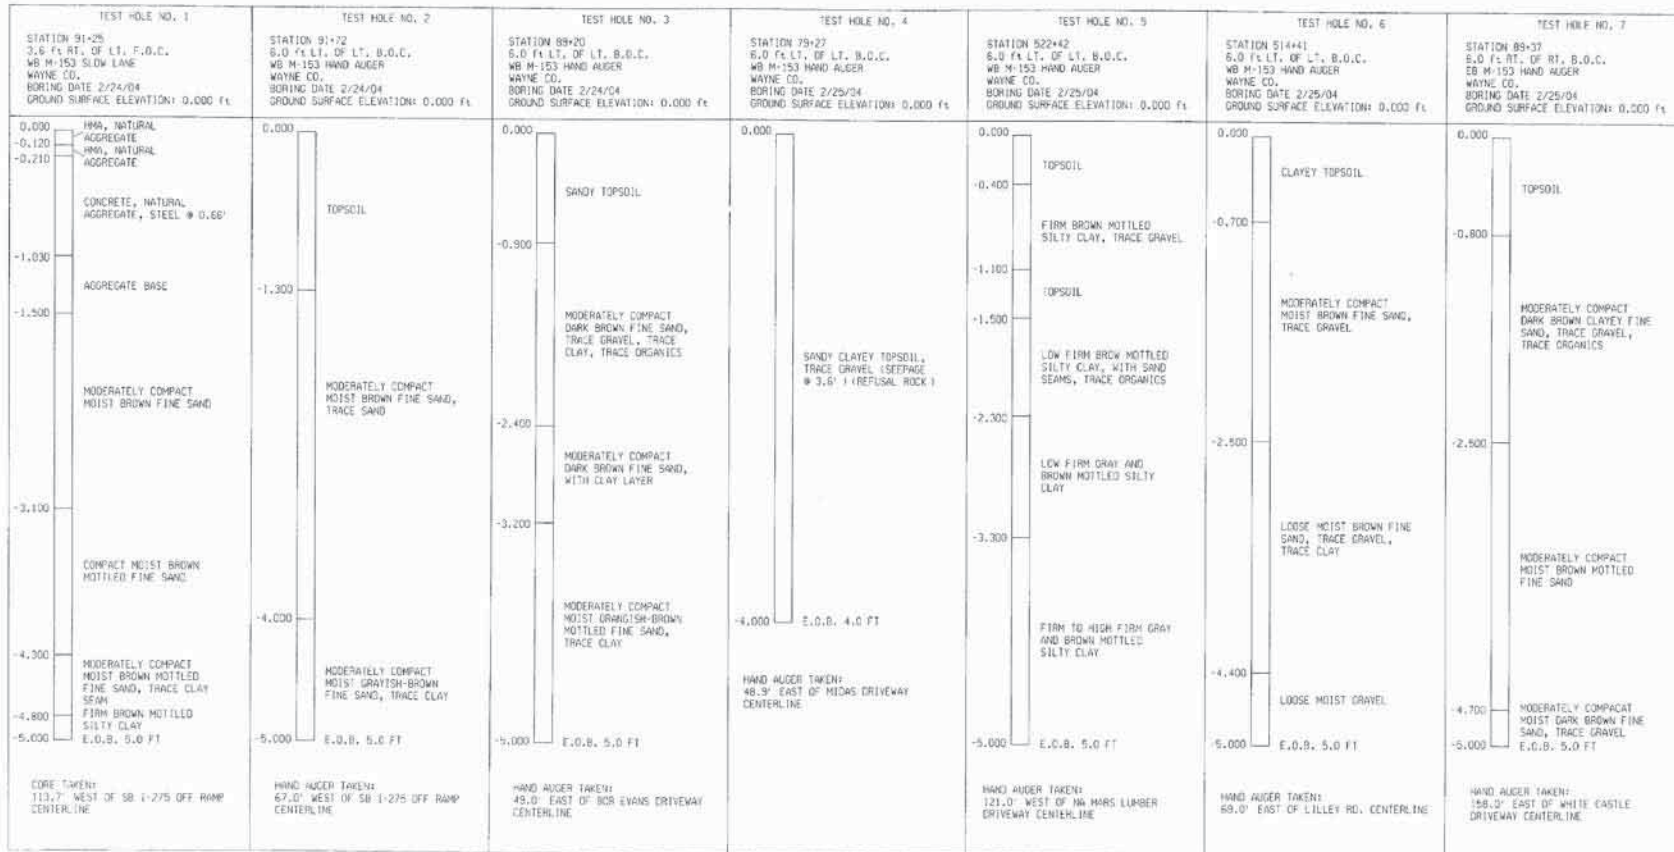 TEST HOLE NO. 1
STATION 91+25
3.6 ft RT. OF LT. F.O.C.
WB M-153 SLOW LANE
WAYNE CO.
BORING DATE 2/24/04
GROUND SURFACE ELEVATION: 0.000 ft
0.000
HMA, NATURAL
AGGREGATE
-0.120
HMA, NATURAL
-0.210
AGGREGATE
CONCRETE, NATURAL
AGGREGATE, STEEL @ 0.66'
-1.030
AGGREGATE BASE
-1.500
MODERATELY COMPACT
MOIST BROWN FINE SAND
-3.100
COMPACT MOIST BROWN
MOTTLED FINE SAND
-4.300
MODERATELY COMPACT
MOIST BROWN MOTTLED
FINE SAND, TRACE CLAY
SEAM
-4.800
FIRM BROWN MOTTLED
SILTY CLAY
-5.000
E.O.B. 5.0 FT
CORE TAKEN:
113.7' WEST OF SB I-275 OFF RAMP
CENTERLINE
TEST HOLE NO. 2
STATION 91+72
6.0 ft LT. OF LT. B.O.C.
WB M-153 HAND AUGER
WAYNE CO.
BORING DATE 2/24/04
GROUND SURFACE ELEVATION: 0.000 ft
0.000
TOPSOIL
-1.300
MODERATELY COMPACT
MOIST BROWN FINE SAND,
TRACE SAND
-4.000
MODERATELY COMPACT
MOIST GRAYISH-BROWN
FINE SAND, TRACE CLAY
-5.000
E.O.B. 5.0 FT
HAND AUGER TAKEN:
67.0' WEST OF SB I-275 OFF RAMP
CENTERLINE
TEST HOLE NO. 3
STATION 89+20
6.0 ft LT. OF LT. B.O.C.
WB M-153 HAND AUGER
WAYNE CO.
BORING DATE 2/24/04
GROUND SURFACE ELEVATION: 0.000 ft
0.000
SANDY TOPSOIL
-0.900
MODERATELY COMPACT
DARK BROWN FINE SAND,
TRACE GRAVEL, TRACE
CLAY, TRACE ORGANICS
-2.400
MODERATELY COMPACT
DARK BROWN FINE SAND,
WITH CLAY LAYER
-3.200
MODERATELY COMPACT
MOIST ORANGISH-BROWN
MOTTLED FINE SAND,
TRACE CLAY
-5.000
E.O.B. 5.0 FT
HAND AUGER TAKEN:
49.0' EAST OF BOB EVANS DRIVEWAY
CENTERLINE
TEST HOLE NO. 4
STATION 79+27
6.0 ft LT. OF LT. B.O.C.
WB M-153 HAND AUGER
WAYNE CO.
BORING DATE 2/25/04
GROUND SURFACE ELEVATION: 0.000 ft
0.000
SANDY CLAYEY TOPSOIL,
TRACE GRAVEL (SEEPAGE
@ 3.6' ) (REFUSAL ROCK)
-4.000
E.O.B. 4.0 FT
HAND AUGER TAKEN:
48.9' EAST OF MIDAS DRIVEWAY
CENTERLINE
TEST HOLE NO. 5
STATION 522+42
6.0 ft LT. OF LT. B.O.C.
WB M-153 HAND AUGER
WAYNE CO.
BORING DATE 2/25/04
GROUND SURFACE ELEVATION: 0.000 ft
0.000
TOPSOIL
-0.400
FIRM BROWN MOTTLED
SILTY CLAY, TRACE GRAVEL
-1.100
TOPSOIL
-1.500
LOW FIRM BROW MOTTLED
SILTY CLAY, WITH SAND
SEAMS, TRACE ORGANICS
-2.300
LOW FIRM GRAY AND
BROWN MOTTLED SILTY
CLAY
-3.300
FIRM TO HIGH FIRM GRAY
AND BROWN MOTTLED
SILTY CLAY
-5.000
E.O.B. 5.0 FT
HAND AUGER TAKEN:
121.0' WEST OF NA MARS LUMBER
DRIVEWAY CENTERLINE
TEST HOLE NO. 6
STATION 514+41
6.0 ft LT. OF LT. B.O.C.
WB M-153 HAND AUGER
WAYNE CO.
BORING DATE 2/25/04
GROUND SURFACE ELEVATION: 0.000 ft
0.000
CLAYEY TOPSOIL
-0.700
MODERATELY COMPACT
MOIST BROWN FINE SAND,
TRACE GRAVEL
-2.500
LOOSE MOIST BROWN FINE
SAND, TRACE GRAVEL,
TRACE CLAY
-4.400
LOOSE MOIST GRAVEL
-5.000
E.O.B. 5.0 FT
HAND AUGER TAKEN:
69.0' EAST OF LILLEY RD. CENTERLINE
TEST HOLE NO. 7
STATION 89+37
6.0 ft RT. OF RT. B.O.C.
EB M-153 HAND AUGER
WAYNE CO.
BORING DATE 2/25/04
GROUND SURFACE ELEVATION: 0.000 ft
0.000
TOPSOIL
-0.800
MODERATELY COMPACT
DARK BROWN CLAYEY FINE
SAND, TRACE GRAVEL,
TRACE ORGANICS
-2.500
MODERATELY COMPACT
MOIST BROWN MOTTLED
FINE SAND
-4.700
MODERATELY COMPACAT
MOIST DARK BROWN FINE
SAND, TRACE GRAVEL
-5.000
E.O.B. 5.0 FT
HAND AUGER TAKEN:
158.0' EAST OF WHITE CASTLE
DRIVEWAY CENTERLINE